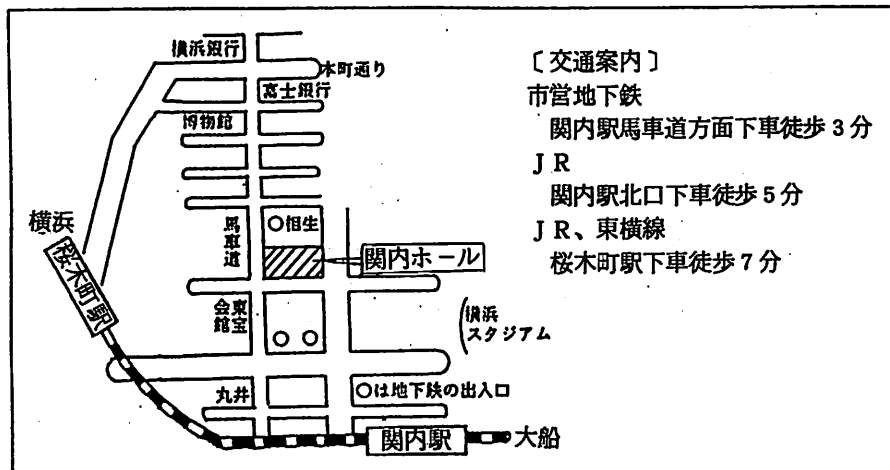 横浜銀行
本町通り
富士銀行
博物館
馬車道
○相生
関内ホール
横浜
桜木町駅
東宝
会館
横浜
スタジアム
丸井
○は地下鉄の出入口
関内駅
大船
〔交通案内〕
市営地下鉄
関内駅馬車道方面下車徒歩3分
JR
関内駅北口下車徒歩5分
JR、東横線
桜木町駅下車徒歩7分